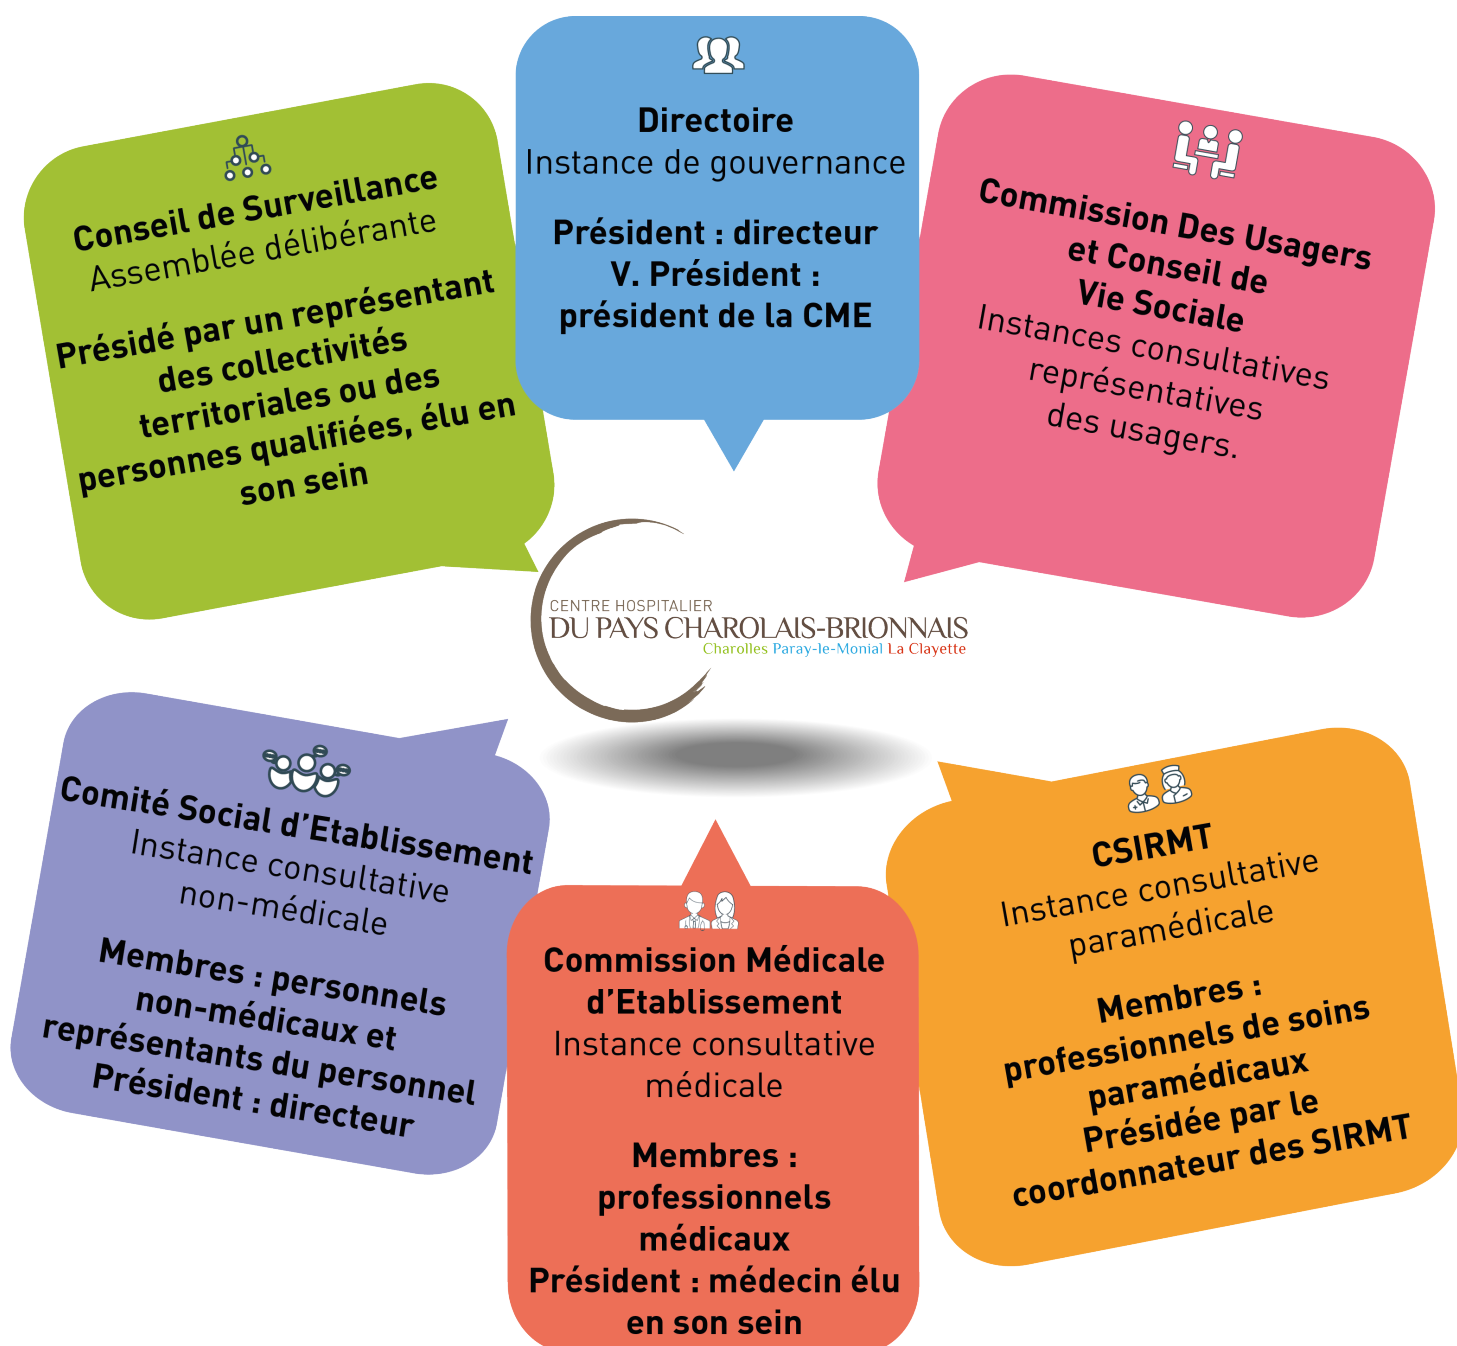 Conseil de Surveillance
Assemblée délibérante
Présidé par un représentant
des collectivités
territoriales ou des
personnes qualifiées, élu en
son sein
Directoire
Instance de gouvernance
Président : directeur
V. Président :
président de la CME
Commission Des Usagers
et Conseil de
Vie Sociale
Instances consultatives
représentatives
des usagers.
CENTRE HOSPITALIER
DU PAYS CHAROLAIS-BRIONNAIS
Charolles Paray-le-Monial La Clayette
Comité Social d'Etablissement
Instance consultative
non-médicale
Membres : personnels
non-médicaux et
représentants du personnel
Président : directeur
Commission Médicale
d'Etablissement
Instance consultative
médicale
Membres :
professionnels
médicaux
Président : médecin élu
en son sein
CSIRMT
Instance consultative
paramédicale
Membres :
professionnels de soins
paramédicaux
Présidée par le
coordonnateur des SIRMT